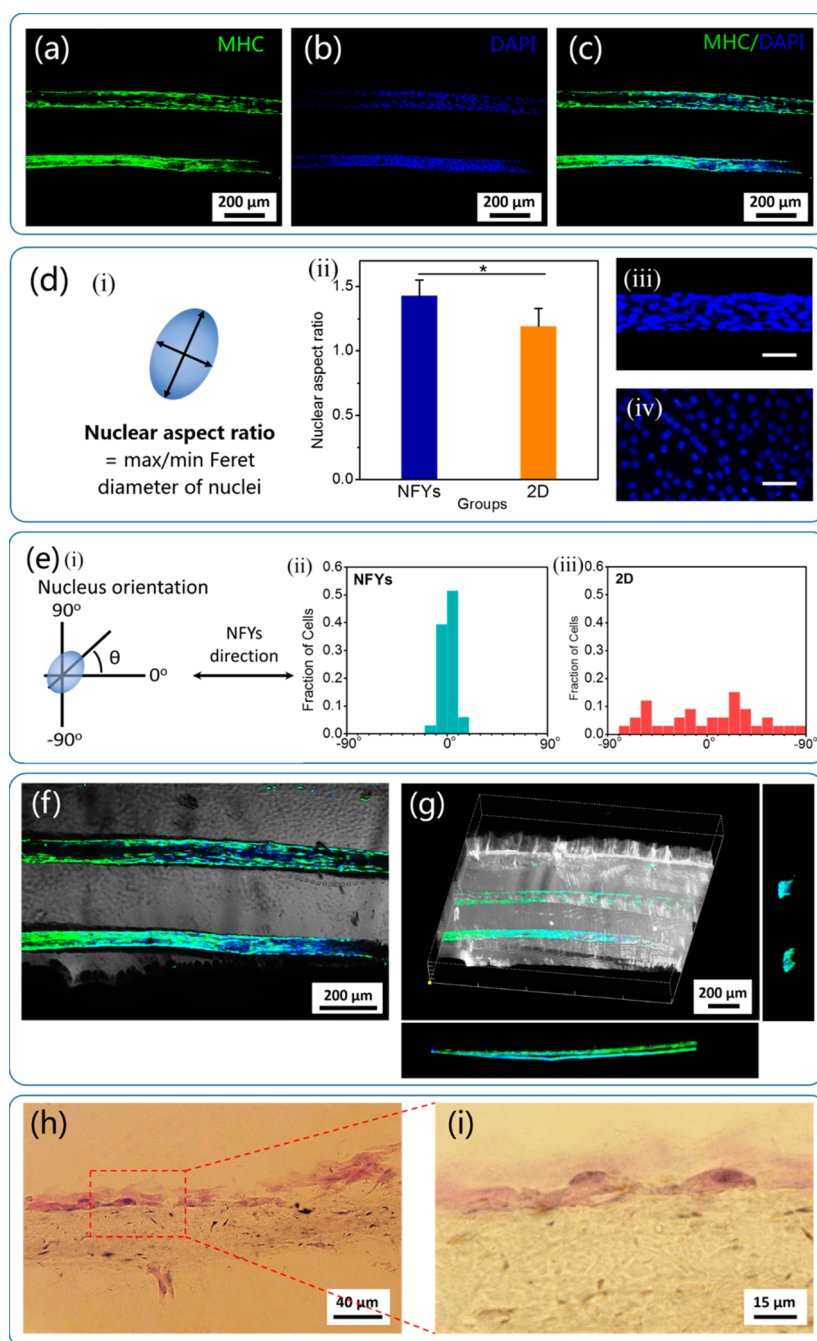 (a)
MHC
200 μm
(b)
DAPI
200 μm
(c)
MHC/DAPI
200 μm
(d)
(i)
Nuclear aspect ratio
= max/min Feret
diameter of nuclei
(ii)
Nuclear aspect ratio
1.5
1.0
0.5
0.0
*
NFYs
2D
Groups
(iii)
(iv)
(e)
(i)
Nucleus orientation
90°
θ
0°
-90°
NFYs
direction
(ii)
NFYs
Fraction of Cells
0.6
0.5
0.4
0.3
0.2
0.1
0.0
-90°
0°
90°
(iii)
2D
Fraction of Cells
0.6
0.5
0.4
0.3
0.2
0.1
0.0
-90°
0°
-90°
(f)
200 μm
(g)
200 μm
(h)
40 μm
(i)
15 μm